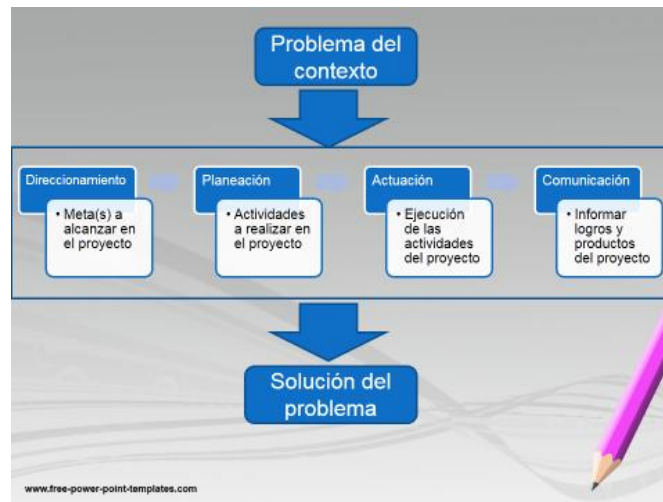 Problema del
contexto
Direccionamiento
• Meta(s) a
alcanzar en
el proyecto
Planeación
• Actividades
a realizar en
el proyecto
Actuación
• Ejecución
de las
actividades
del proyecto
Comunicación
• Informar
logros y
productos
del proyecto
Solución del
problema
www.free-power-point-templates.com